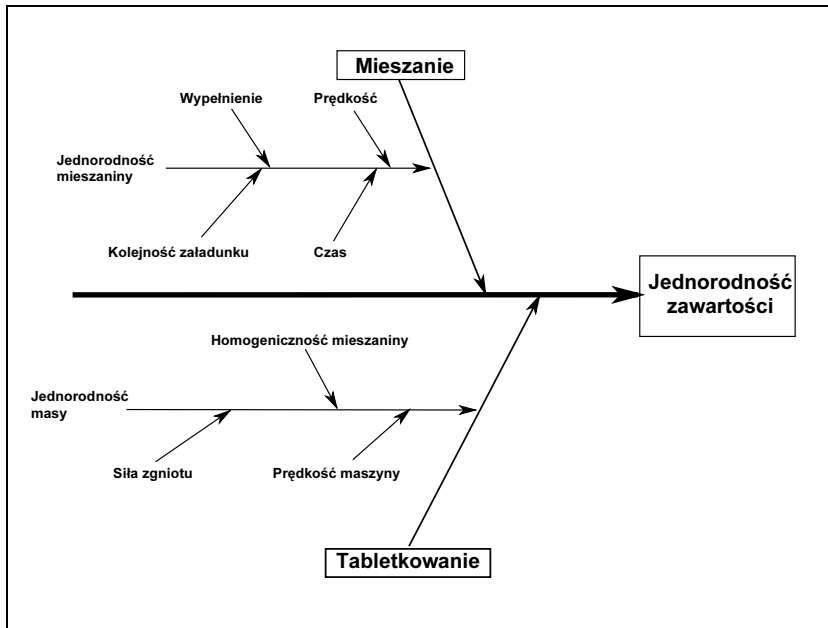 Mieszanie
Wypełnienie
Prędkość
Jednorodność
mieszaniny
Kolejność załadunku
Czas
Jednorodność
zawartości
Homogeniczność mieszaniny
Jednorodność
masy
Siła zgniotu
Prędkość maszyny
Tabletkowanie